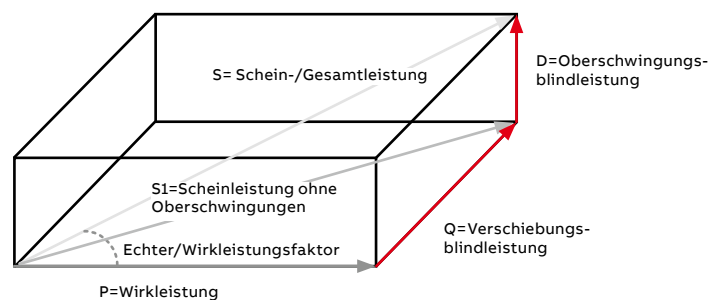 S= Schein-/Gesamtleistung
D=Oberschwingungs-
blindleistung
S1=Scheinleistung ohne
Oberschwingungen
Echter/Wirkleistungsfaktor
Q=Verschiebungs-
blindleistung
P=Wirkleistung